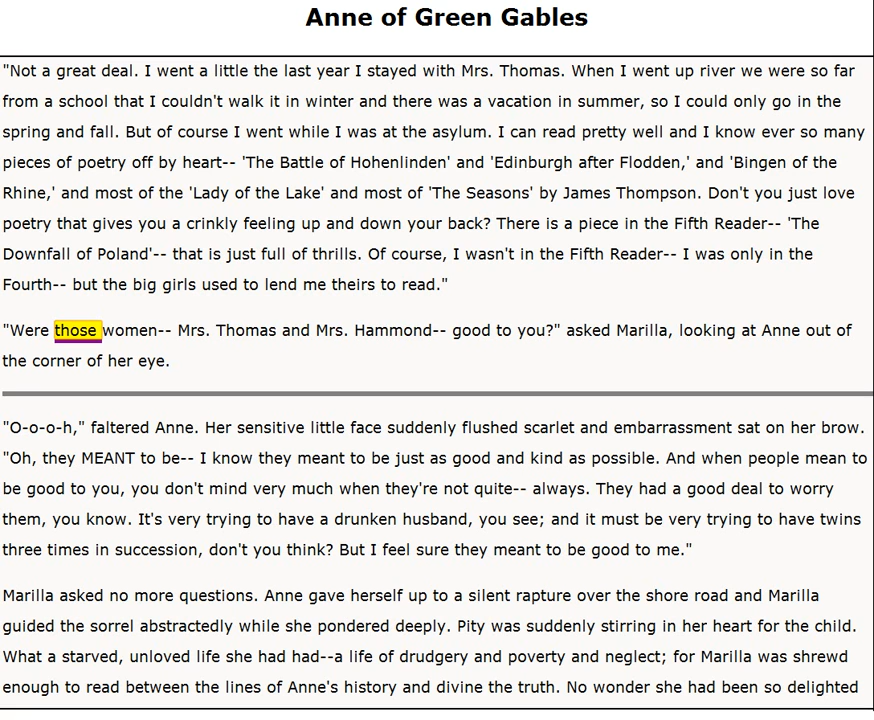 Anne of Green Gables
"Not a great deal. I went a little the last year I stayed with Mrs. Thomas. When I went up river we were so far
from a school that I couldn't walk it in winter and there was a vacation in summer, so I could only go in the
spring and fall. But of course I went while I was at the asylum. I can read pretty well and I know ever so many
pieces of poetry off by heart-- 'The Battle of Hohenlinden' and 'Edinburgh after Flodden,' and 'Bingen of the
Rhine,' and most of the 'Lady of the Lake' and most of 'The Seasons' by James Thompson. Don't you just love
poetry that gives you a crinkly feeling up and down your back? There is a piece in the Fifth Reader-- 'The
Downfall of Poland'-- that is just full of thrills. Of course, I wasn't in the Fifth Reader-- I was only in the
Fourth-- but the big girls used to lend me theirs to read."
"Were those women-- Mrs. Thomas and Mrs. Hammond-- good to you?" asked Marilla, looking at Anne out of
the corner of her eye.
"O-o-o-h," faltered Anne. Her sensitive little face suddenly flushed scarlet and embarrassment sat on her brow.
"Oh, they MEANT to be-- I know they meant to be just as good and kind as possible. And when people mean to
be good to you, you don't mind very much when they're not quite-- always. They had a good deal to worry
them, you know. It's very trying to have a drunken husband, you see; and it must be very trying to have twins
three times in succession, don't you think? But I feel sure they meant to be good to me."
Marilla asked no more questions. Anne gave herself up to a silent rapture over the shore road and Marilla
guided the sorrel abstractedly while she pondered deeply. Pity was suddenly stirring in her heart for the child.
What a starved, unloved life she had had--a life of drudgery and poverty and neglect; for Marilla was shrewd
enough to read between the lines of Anne's history and divine the truth. No wonder she had been so delighted